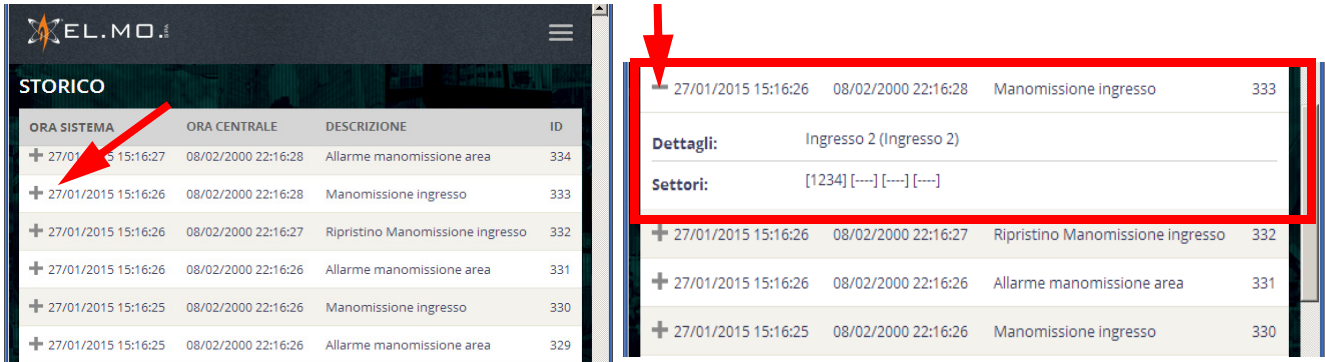 EL.MO. SPA
STORICO
ORA SISTEMA ORA CENTRALE DESCRIZIONE ID
27/01 5 15:16:27 08/02/2000 22:16:28 Allarme manomissione area 334
27/01/2015 15:16:26 08/02/2000 22:16:28 Manomissione ingresso 333
27/01/2015 15:16:26 08/02/2000 22:16:27 Ripristino Manomissione ingresso 332
27/01/2015 15:16:26 08/02/2000 22:16:26 Allarme manomissione area 331
27/01/2015 15:16:25 08/02/2000 22:16:26 Manomissione ingresso 330
27/01/2015 15:16:25 08/02/2000 22:16:26 Allarme manomissione area 329
27/01/2015 15:16:26 08/02/2000 22:16:28 Manomissione ingresso 333
Dettagli: Ingresso 2 (Ingresso 2)
Settori: [1234] [----] [----] [----]
27/01/2015 15:16:26 08/02/2000 22:16:27 Ripristino Manomissione ingresso 332
27/01/2015 15:16:26 08/02/2000 22:16:26 Allarme manomissione area 331
27/01/2015 15:16:25 08/02/2000 22:16:26 Manomissione ingresso 330